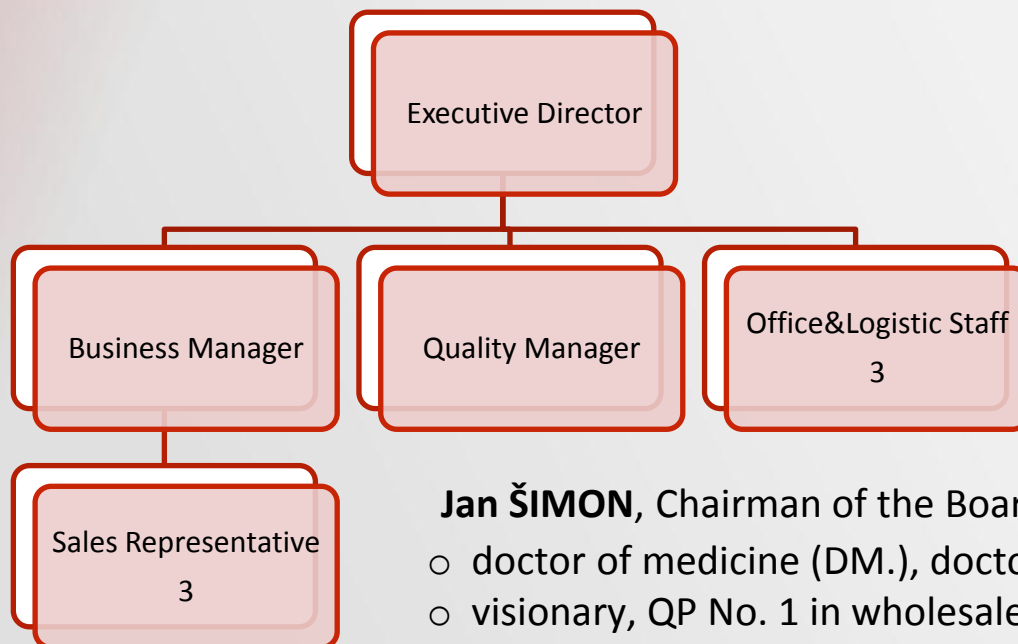 Executive Director
Business Manager
Quality Manager
Office&Logistic Staff
3
Sales Representative
3
Jan ŠIMON, Chairman of the Boar
○ doctor of medicine (DM.), docto
○ visionary, QP No. 1 in wholesale